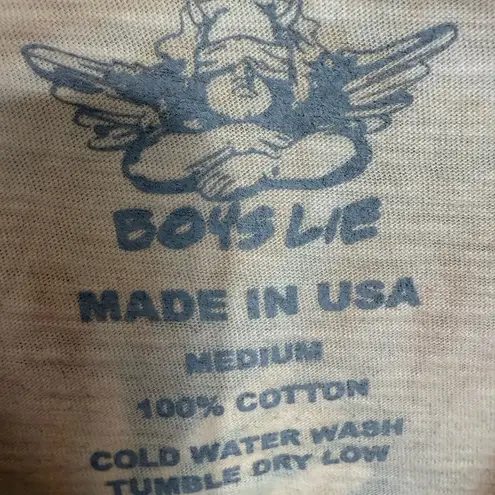 BOYS LIE
MADE IN USA
MEDIUM
100% COTTON
COLD WATER WASH
TUMBLE DRY LOW